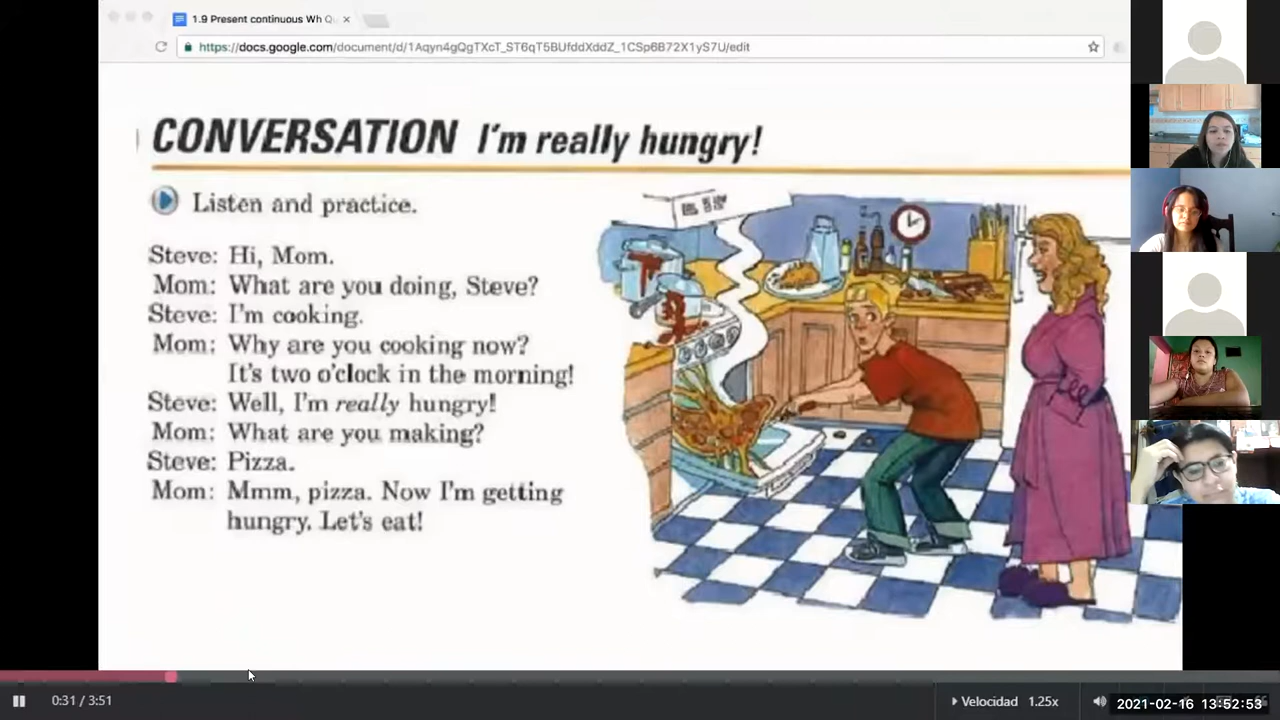 1.9 Present continuous Wh Qu
https://docs.google.com/document/d/1Aqyn4gQgTXcT_ST6qT5BUfddXddZ_1CSp6B72X1yS7U/edit
CONVERSATION I'm really hungry!
Listen and practice.
Steve: Hi, Mom.
Mom: What are you doing, Steve?
Steve: I'm cooking.
Mom: Why are you cooking now?
It's two o'clock in the morning!
Steve: Well, I'm really hungry!
Mom: What are you making?
Steve: Pizza.
Mom: Mmm, pizza. Now I'm getting
hungry. Let's eat!
0:31 / 3:51
Velocidad 1.25x
2021-02-16 13:52:53